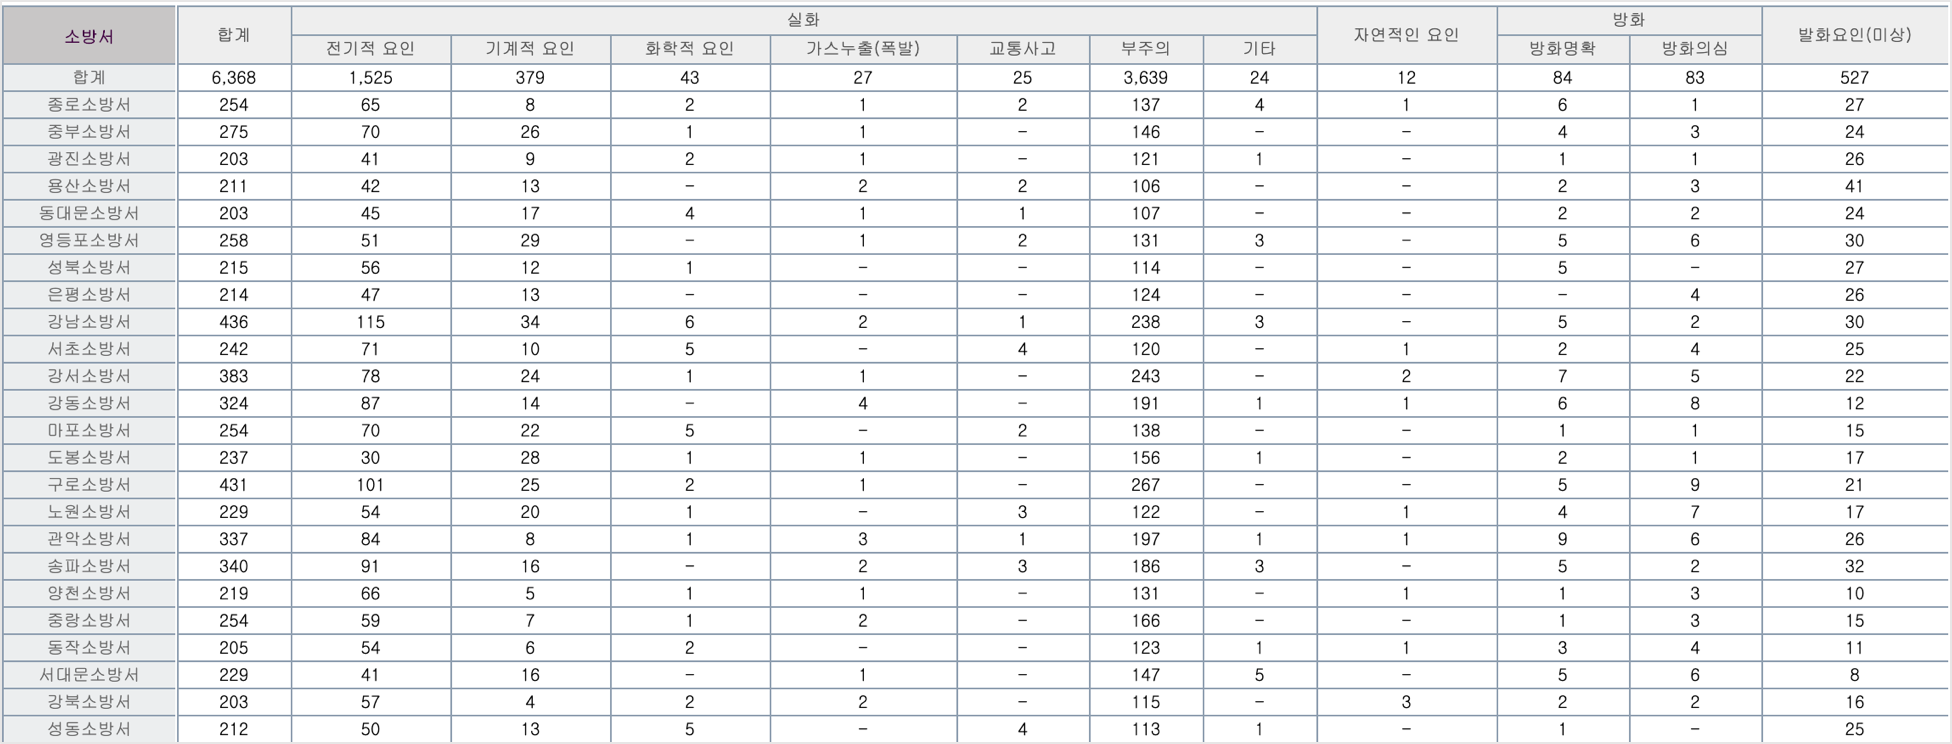 소방서 합계 실화 자연적인 요인 방화 발화요인(미상)
전기적 요인 기계적 요인 화학적 요인 가스누출(폭발) 교통사고 부주의 기타 방화명확 방화의심
합계 6,368 1,525 379 43 27 25 3,639 24 12 84 83 527
종로소방서 254 65 8 2 1 2 137 4 1 6 1 27
중부소방서 275 70 26 1 1 – 146 – – 4 3 24
광진소방서 203 41 9 2 1 – 121 1 – 1 1 26
용산소방서 211 42 13 – 2 2 106 – – 2 3 41
동대문소방서 203 45 17 4 1 1 107 – – 2 2 24
영등포소방서 258 51 29 – 1 2 131 3 – 5 6 30
성북소방서 215 56 12 1 – – 114 – – 5 – 27
은평소방서 214 47 13 – – – 124 – – – 4 26
강남소방서 436 115 34 6 2 1 238 3 – 5 2 30
서초소방서 242 71 10 5 – 4 120 – 1 2 4 25
강서소방서 383 78 24 1 1 – 243 – 2 7 5 22
강동소방서 324 87 14 – 4 – 191 1 1 6 8 12
마포소방서 254 70 22 5 – 2 138 – – 1 1 15
도봉소방서 237 30 28 1 1 – 156 1 – 2 1 17
구로소방서 431 101 25 2 1 – 267 – – 5 9 21
노원소방서 229 54 20 1 – 3 122 – 1 4 7 17
관악소방서 337 84 8 1 3 1 197 1 1 9 6 26
송파소방서 340 91 16 – 2 3 186 3 – 5 2 32
양천소방서 219 66 5 1 1 – 131 – 1 1 3 10
중랑소방서 254 59 7 1 2 – 166 – – 1 3 15
동작소방서 205 54 6 2 – – 123 1 1 3 4 11
서대문소방서 229 41 16 – 1 – 147 5 – 5 6 8
강북소방서 203 57 4 2 2 – 115 – 3 2 2 16
성동소방서 212 50 13 5 – 4 113 1 – 1 – 25